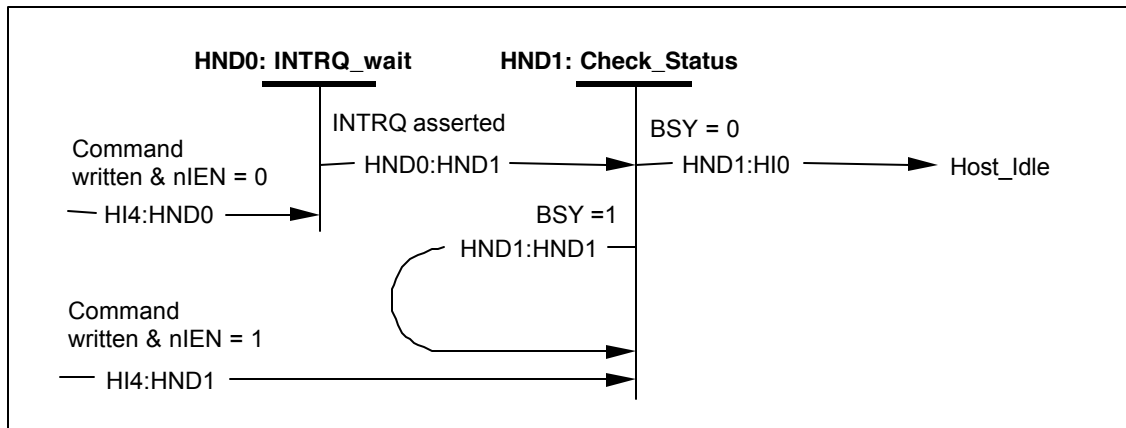 HND0: INTRQ_wait
HND1: Check_Status
INTRQ asserted
BSY = 0
Command
written & nIEN = 0
HND0:HND1
HND1:HI0
Host_Idle
HI4:HND0
BSY =1
HND1:HND1
Command
written & nIEN = 1
HI4:HND1